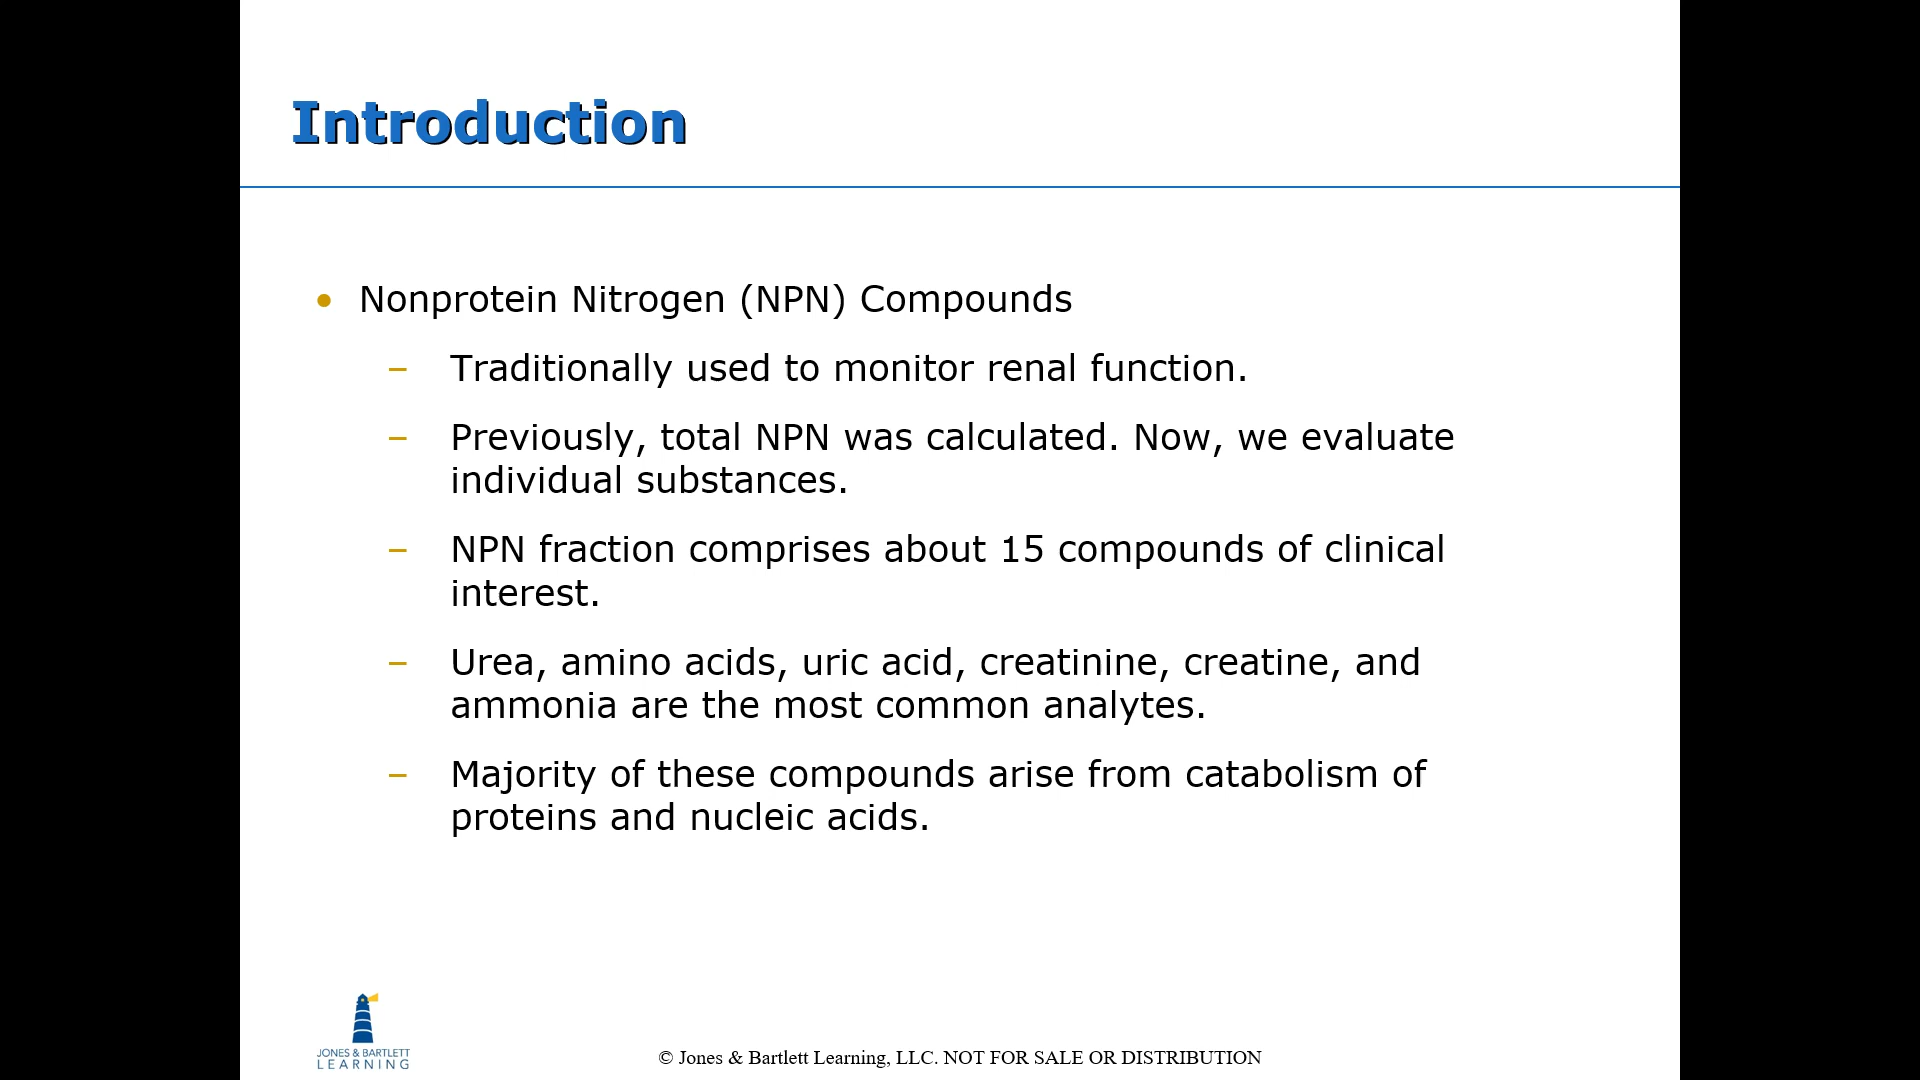 Introduction
• Nonprotein Nitrogen (NPN) Compounds
– Traditionally used to monitor renal function.
– Previously, total NPN was calculated. Now, we evaluate
individual substances.
– NPN fraction comprises about 15 compounds of clinical
interest.
– Urea, amino acids, uric acid, creatinine, creatine, and
ammonia are the most common analytes.
– Majority of these compounds arise from catabolism of
proteins and nucleic acids.
JONES & BARTLETT
LEARNING
© Jones & Bartlett Learning, LLC. NOT FOR SALE OR DISTRIBUTION